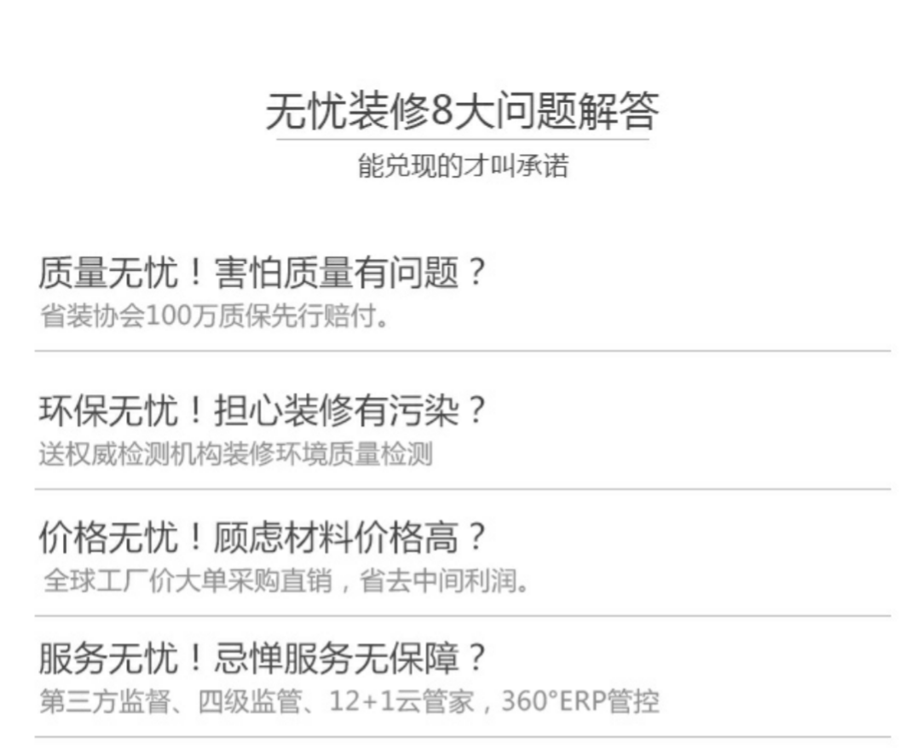 无忧装修8大问题解答
能兑现的才叫承诺
质量无忧！害怕质量有问题？
省装协会100万质保先行赔付。
环保无忧！担心装修有污染？
送权威检测机构装修环境质量检测
价格无忧！顾虑材料价格高？
全球工厂价大单采购直销，省去中间利润。
服务无忧！忌惮服务无保障？
第三方监督、四级监管、12+1云管家，360°ERP管控